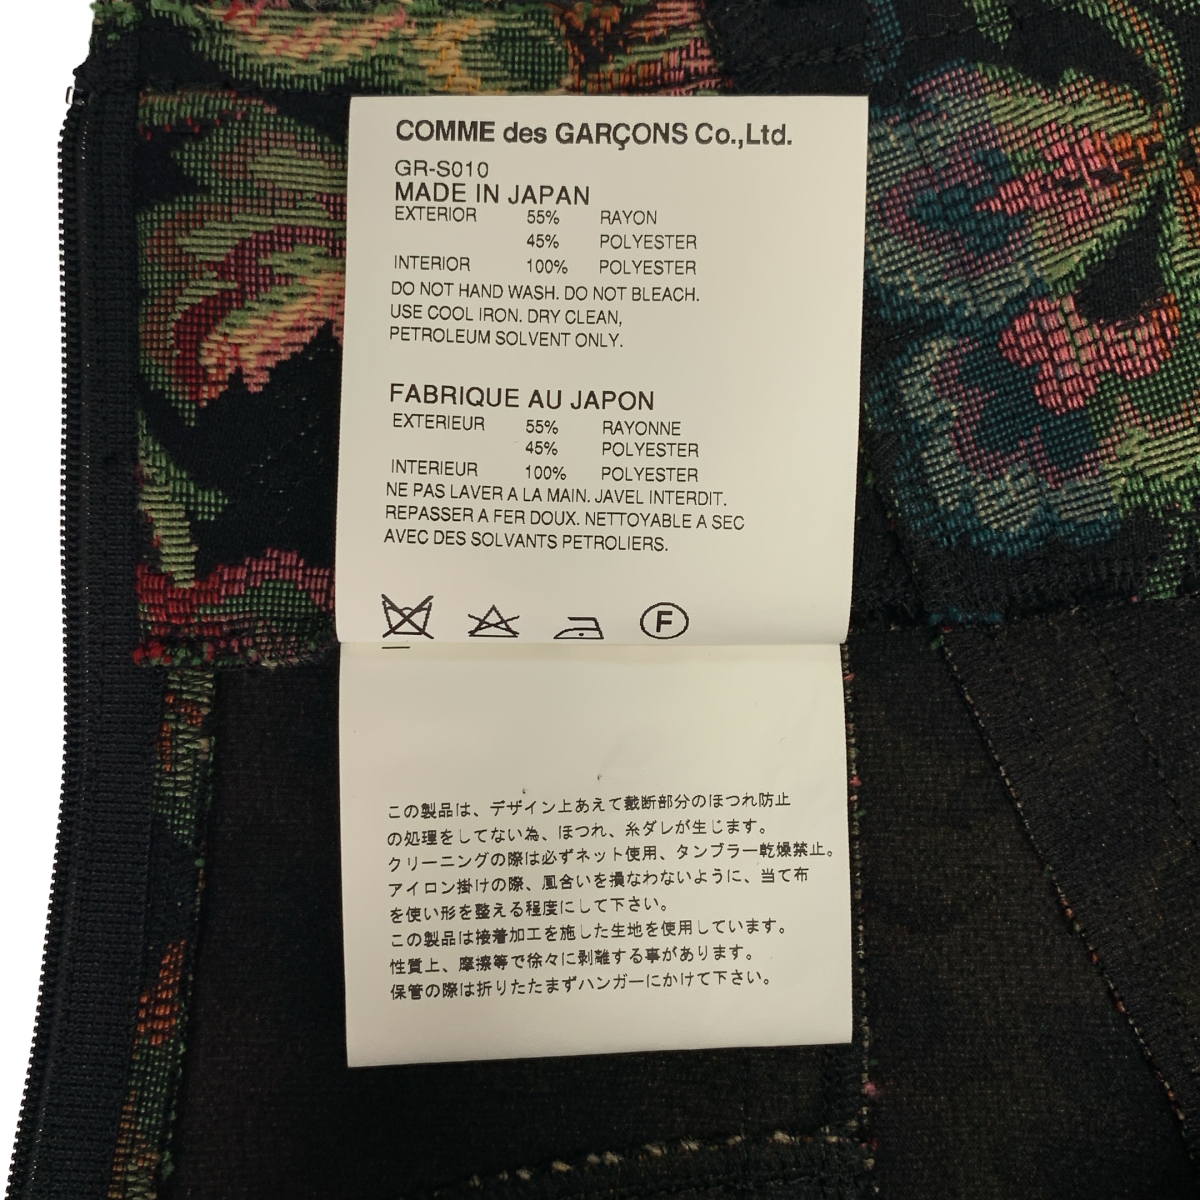 COMME des GARÇONS Co.,Ltd.
GR-S010
MADE IN JAPAN
EXTERIOR 55% RAYON
45% POLYESTER
INTERIOR 100% POLYESTER
DO NOT HAND WASH. DO NOT BLEACH.
USE COOL IRON. DRY CLEAN,
PETROLEUM SOLVENT ONLY.
FABRIQUE AU JAPON
EXTERIEUR 55% RAYONNE
45% POLYESTER
INTERIEUR 100% POLYESTER
NE PAS LAVER A LA MAIN. JAVEL INTERDIT.
REPASSER A FER DOUX. NETTOYABLE A SEC
AVEC DES SOLVANTS PETROLIERS.
F
この製品は、デザイン上あえて裁断部分のほつれ防止
の処理をしてない為、ほつれ、糸ダレが生じます。
クリーニングの際は必ずネット使用、タンブラー乾燥禁止。
アイロン掛けの際、風合いを損なわないように、当て布
を使い形を整える程度にして下さい。
この製品は接着加工を施した生地を使用しています。
性質上、摩擦等で徐々に剥離する事があります。
保管の際は折りたたまずハンガーにかけて下さい。